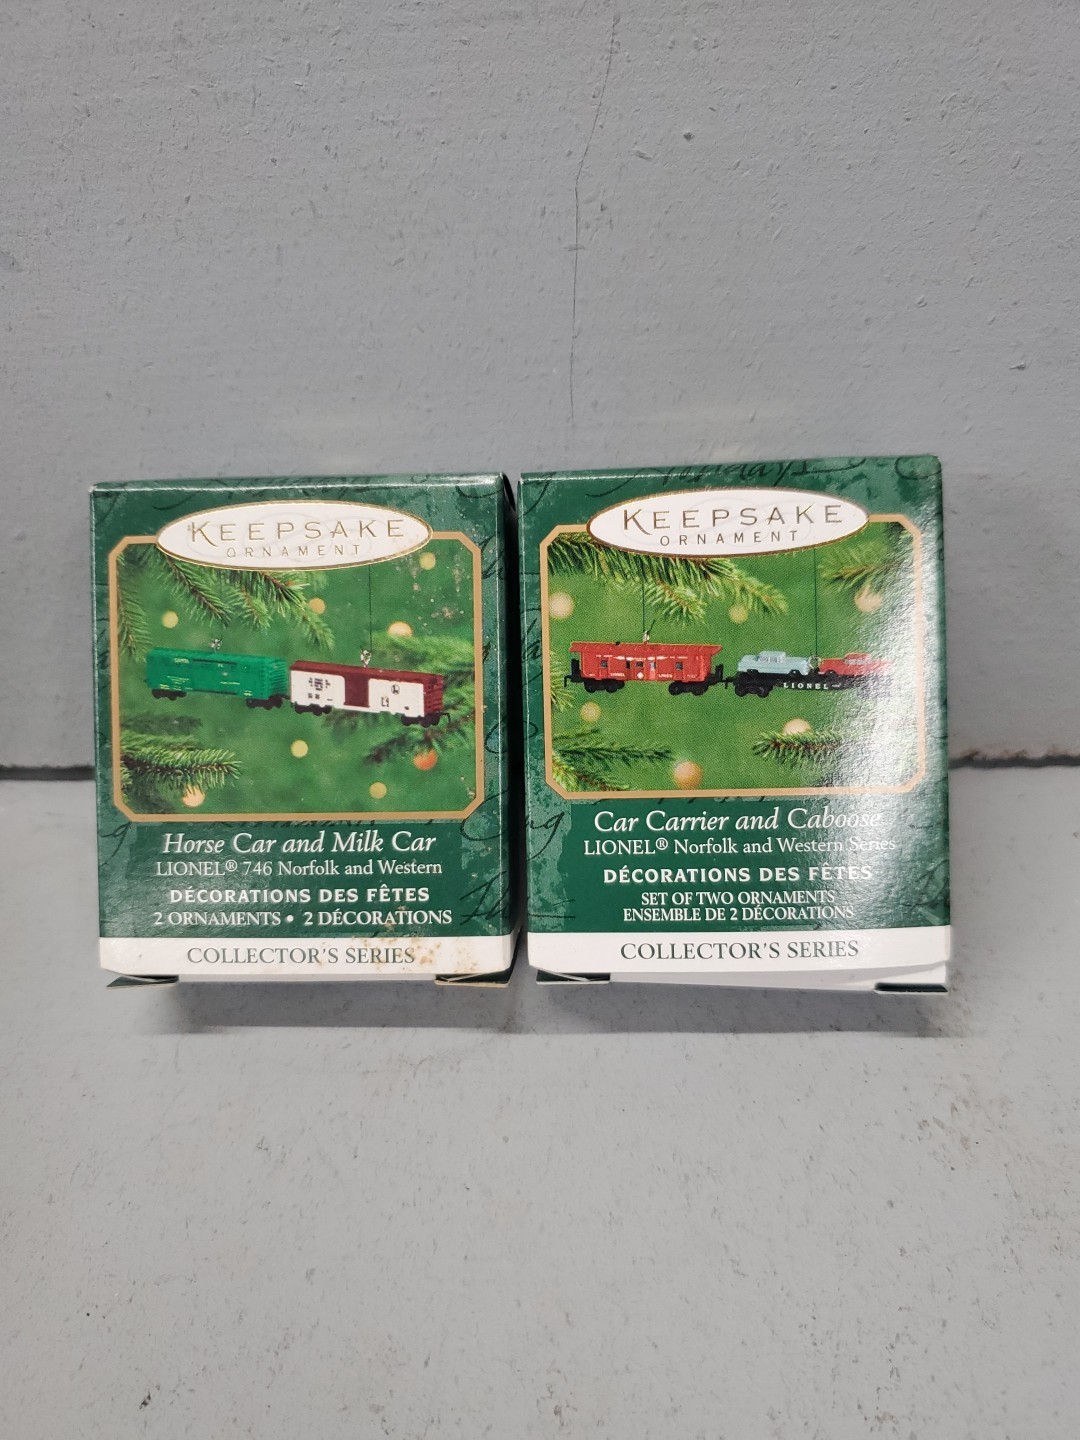 KEEPSAKE
ORNAMENT
Horse Car and Milk Car
LIONEL® 746 Norfolk and Western
DÉCORATIONS DES FÊTES
2 ORNAMENTS • 2 DÉCORATIONS
COLLECTOR'S SERIES
KEEPSAKE
ORNAMENT
LIONEL LINES
LIONEL
Car Carrier and Caboose
LIONEL® Norfolk and Western Series
DÉCORATIONS DES FÊTES
SET OF TWO ORNAMENTS
ENSEMBLE DE 2 DÉCORATIONS
COLLECTOR'S SERIES